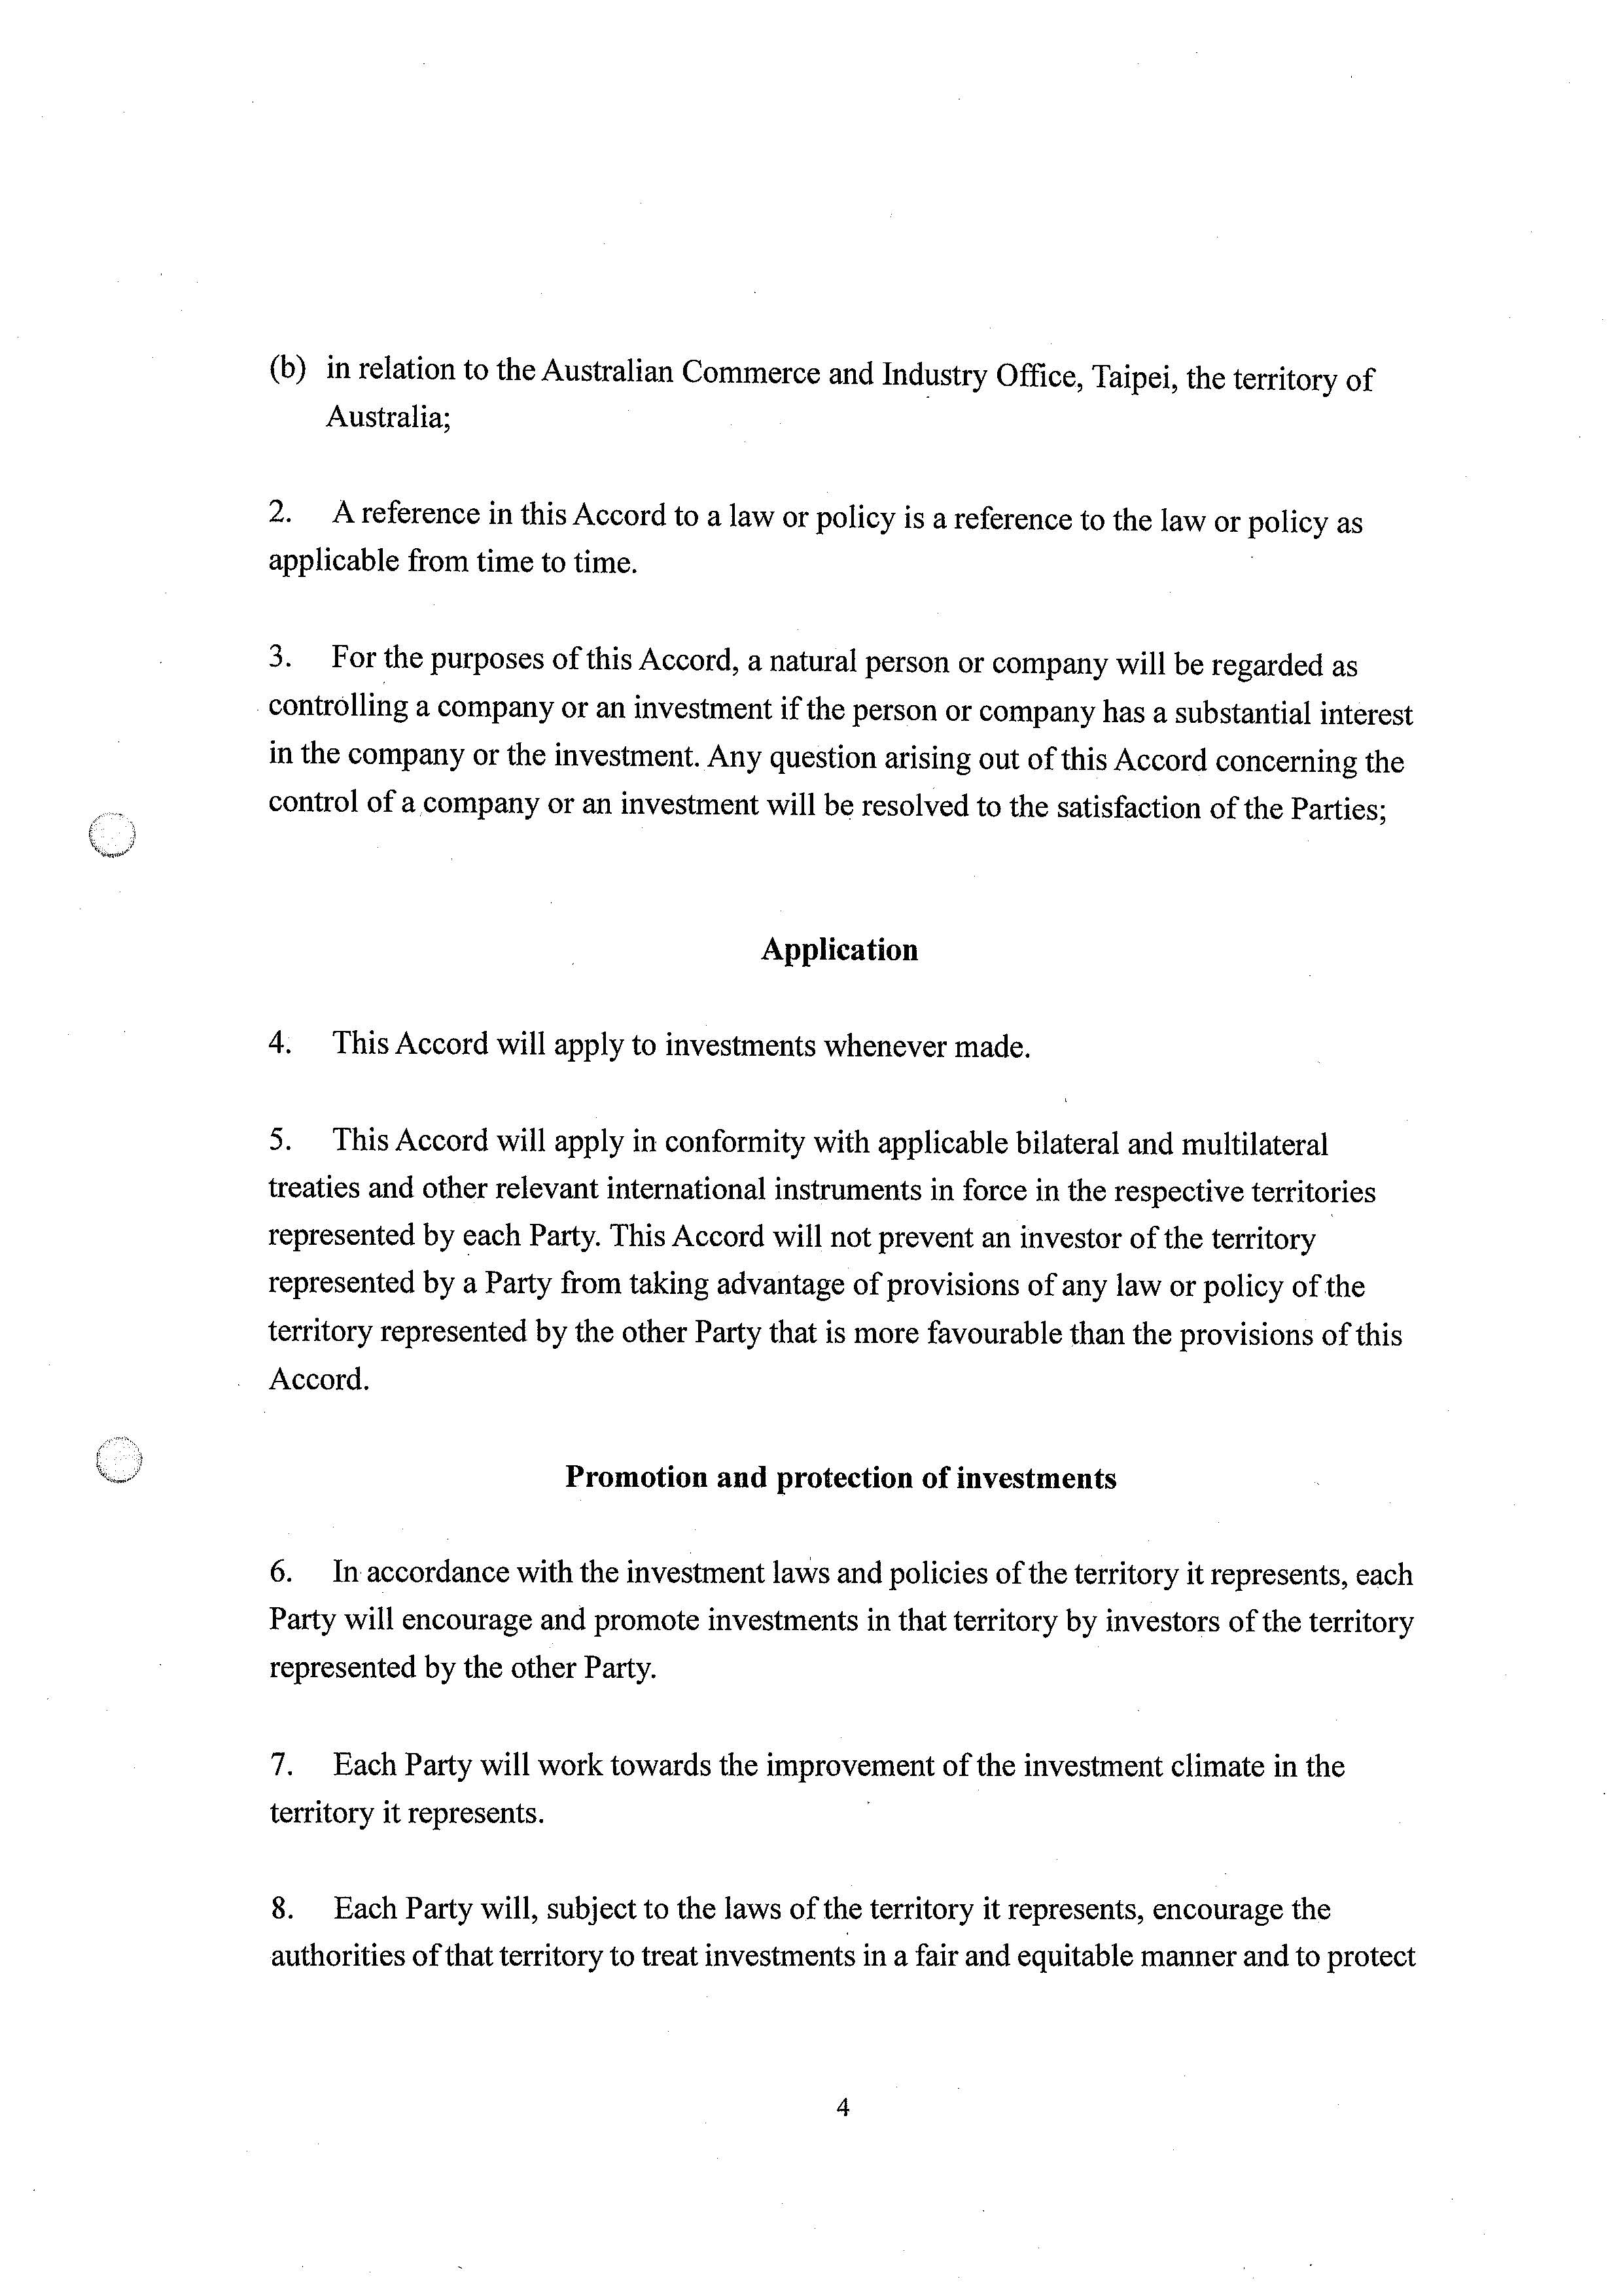 (b) in relation to the Australian Commerce and Industry Office, Taipei, the territory of
Australia;
2. A reference in this Accord to a law or policy is a reference to the law or policy as
applicable from time to time.
3. For the purposes of this Accord, a natural person or company will be regarded as
controlling a company or an investment if the person or company has a substantial interest
in the company or the investment. Any question arising out of this Accord concerning the
control of a company or an investment will be resolved to the satisfaction of the Parties;
Application
4. This Accord will apply to investments whenever made.
5. This Accord will apply in conformity with applicable bilateral and multilateral
treaties and other relevant international instruments in force in the respective territories
represented by each Party. This Accord will not prevent an investor of the territory
represented by a Party from taking advantage of provisions of any law or policy of the
territory represented by the other Party that is more favourable than the provisions of this
Accord.
Promotion and protection of investments
6. In accordance with the investment laws and policies of the territory it represents, each
Party will encourage and promote investments in that territory by investors of the territory
represented by the other Party.
7. Each Party will work towards the improvement of the investment climate in the
territory it represents.
8. Each Party will, subject to the laws of the territory it represents, encourage the
authorities of that territory to treat investments in a fair and equitable manner and to protect
4